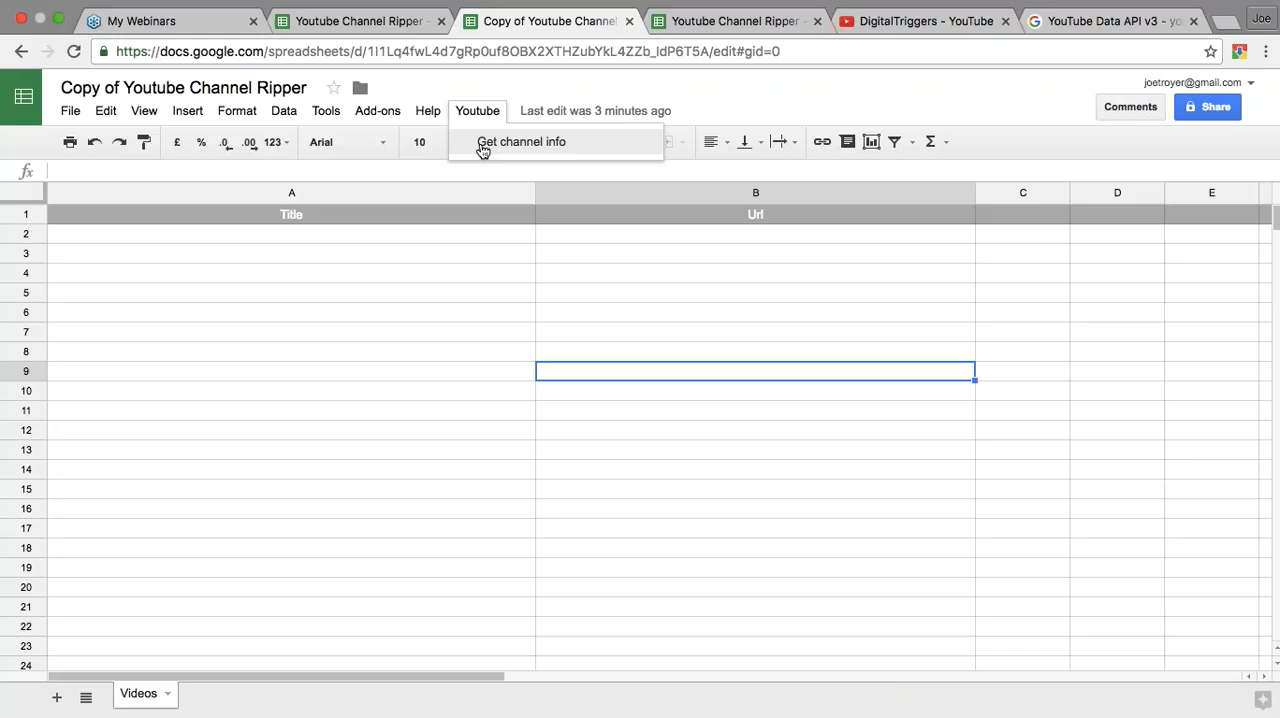 My Webinars
Youtube Channel Ripper -
Copy of Youtube Channel
Youtube Channel Ripper -
DigitalTriggers - YouTube
YouTube Data API v3 - yo
Joe
https://docs.google.com/spreadsheets/d/1I1Lq4fwL4d7gRp0uf8OBX2XTHZubYkL4ZZb_ldP6T5A/edit#gid=0
Copy of Youtube Channel Ripper
joetroyer@gmail.com
File Edit View Insert Format Data Tools Add-ons Help Youtube Last edit was 3 minutes ago
Comments
Share
£ % .0 .00 123 Arial 10
Get channel info
fx
A B C D E
1 Title Url
2
3
4
5
6
7
8
9
10
11
12
13
14
15
16
17
18
19
20
21
22
23
24
Videos